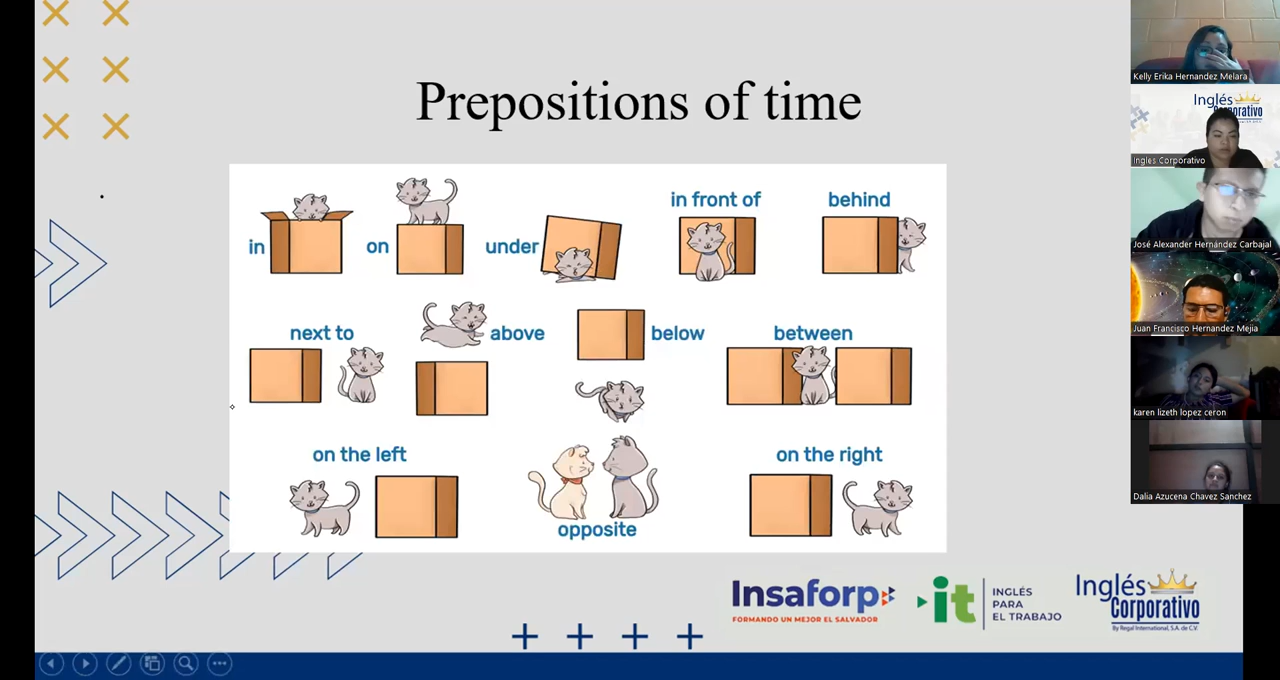 Prepositions of time
in
on
under
in front of
behind
next to
above
below
between
on the left
opposite
on the right
Insaforp
FORMANDO UN MEJOR EL SALVADOR
it
INGLÉS
PARA
EL TRABAJO
Inglés
Corporativo
By Regal International, S.A. de C.V.
Kelly Erika Hernandez Melara
Inglés
Corporativo
Ingles Corporativo
José Alexander Hernández Carbajal
Juan Francisco Hernandez Mejia
karen lizeth lopez ceron
Dalia Azucena Chavez Sanchez